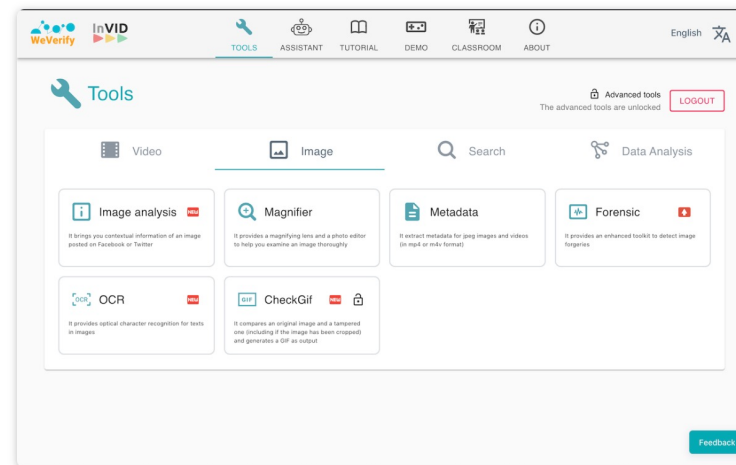 WeVerify
InVID
TOOLS
ASSISTANT
TUTORIAL
DEMO
CLASSROOM
ABOUT
English
Tools
Advanced tools
The advanced tools are unlocked
LOGOUT
Video
Image
Search
Data Analysis
Image analysis NEW
It brings you contextual information of an image
posted on Facebook or Twitter
Magnifier
It provides a magnifying lens and a photo editor
to help you examine an image thoroughly
Metadata
It extract metadata for jpeg images and videos
(in mp4 or m4v format)
Forensic
It provides an enhanced toolkit to detect image
forgeries
OCR OCR NEW
It provides optical character recognition for texts
in images
GIF CheckGif NEW
It compares an original image and a tampered
one (including if the image has been cropped)
and generates a GIF as output
Feedback